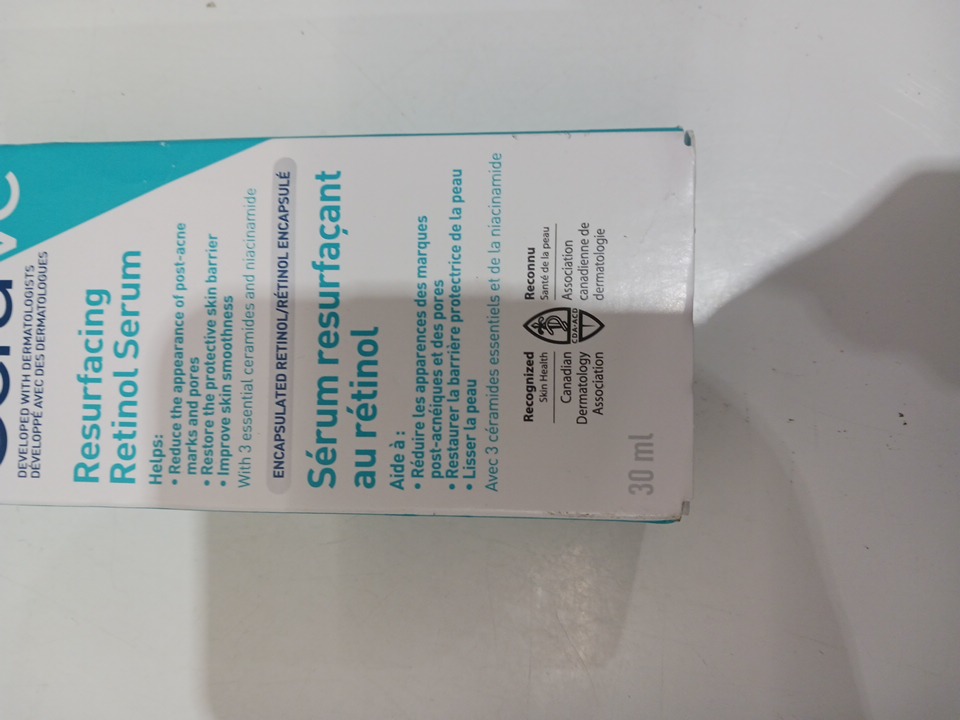 DEVELOPED WITH DERMATOLOGISTS
DÉVELOPPÉ AVEC DES DERMATOLOGUES
Resurfacing
Retinol Serum
Helps:
• Reduce the appearance of post-acne
marks and pores
• Restore the protective skin barrier
• Improve skin smoothness
With 3 essential ceramides and niacinamide
ENCAPSULATED RETINOL/RÉTINOL ENCAPSULÉ
Sérum resurfaçant
au rétinol
Aide à :
• Réduire les apparences des marques
post-acnéiques et des pores
• Restaurer la barrière protectrice de la peau
• Lisser la peau
Avec 3 céramides essentiels et de la niacinamide
Recognized
Skin Health
Canadian
Dermatology
Association
CDA•ACD
Reconnu
Santé de la peau
Association
canadienne de
dermatologie
30 ml